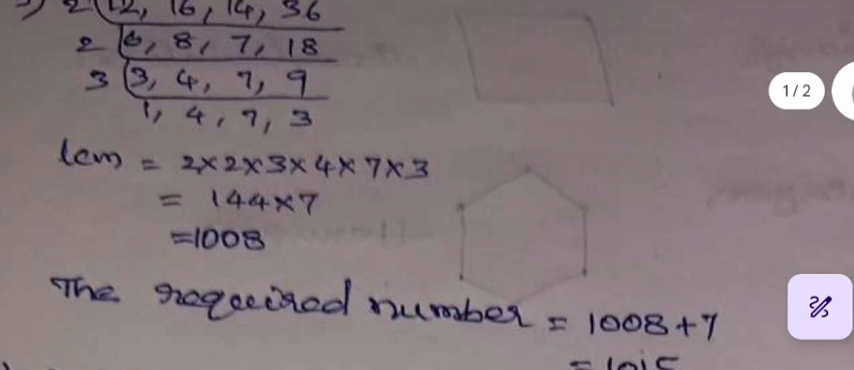 2 12, 16, 14, 36
2 6, 8, 7, 18
3 3, 4, 7, 9
1, 4, 7, 3
lcm = 2×2×3×4×7×3
= 144×7
=1008
The required number = 1008+7
= 1015
1 / 2